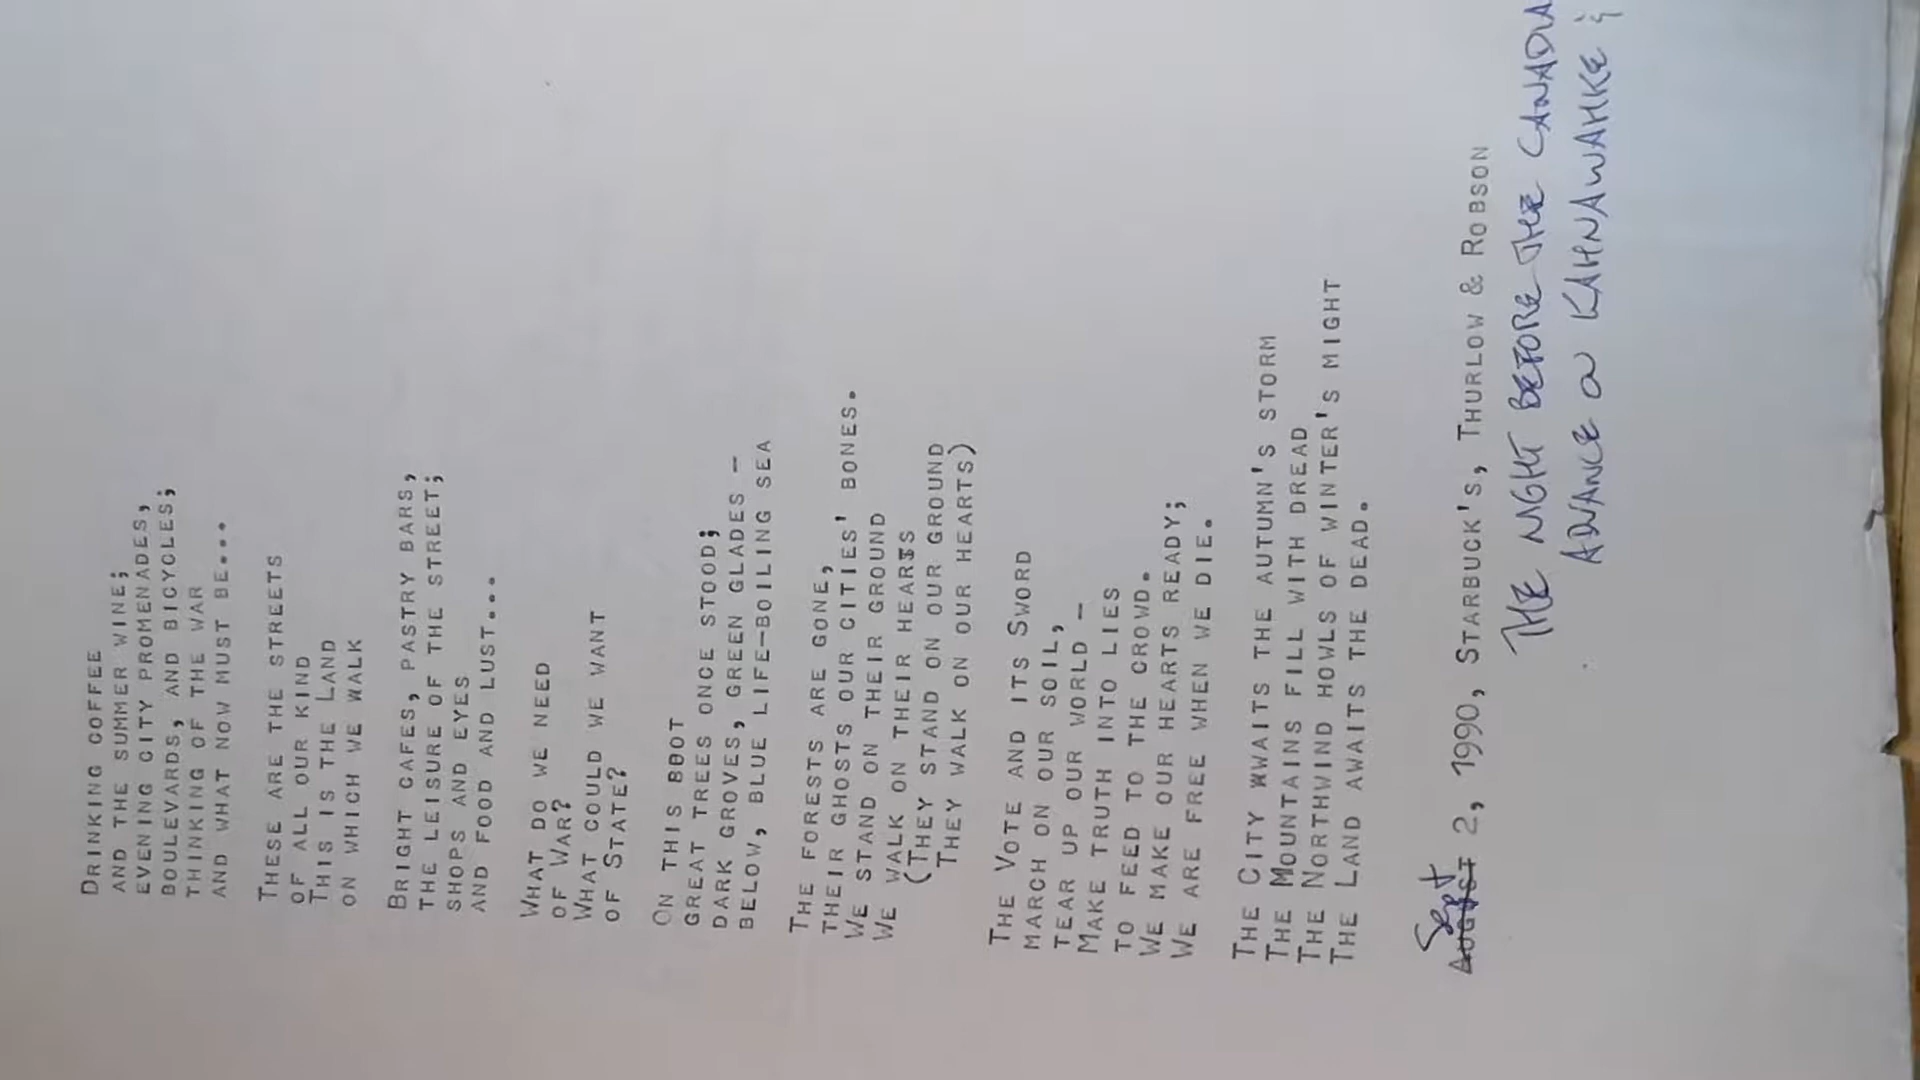 DRINKING COFFEE
AND THE SUMMER WINE;
EVENING CITY PROMENADES,
BOULEVARDS, AND BICYCLES;
THINKING OF THE WAR
AND WHAT NOW MUST BE...
THESE ARE THE STREETS
OF ALL OUR KIND
THIS IS THE LAND
ON WHICH WE WALK
BRIGHT CAFES, PASTRY BARS,
THE LEISURE OF THE STREET;
SHOPS AND EYES
AND FOOD AND LUST...
WHAT DO WE NEED
OF WAR?
WHAT COULD WE WANT
OF STATE?
ON THIS
GREAT TREES ONCE STOOD;
DARK GROVES, GREEN GLADES –
BELOW, BLUE LIFE-BOILING SEA
THE FORESTS ARE GONE,
THEIR GHOSTS OUR CITIES' BONES.
WE STAND ON THEIR GROUND
WE WALK ON THEIR HEARTS
(THEY STAND ON OUR GROUND
THEY WALK ON OUR HEARTS)
THE VOTE AND ITS SWORD
MARCH ON OUR SOIL,
TEAR UP OUR WORLD –
MAKE TRUTH INTO LIES
TO FEED TO THE CROWD.
WE MAKE OUR HEARTS READY;
WE ARE FREE WHEN WE DIE.
THE CITY AWAITS THE AUTUMN'S STORM
THE MOUNTAINS FILL WITH DREAD
THE NORTHWIND HOWLS OF WINTER'S MIGHT
THE LAND AWAITS THE DEAD.
Sept
AUGUST 2, 1990, STARBUCK'S, THURLOW & ROBSON
THE NIGHT BEFORE THE CANADIA
ADVANCE ON KAHNAWAHKE &